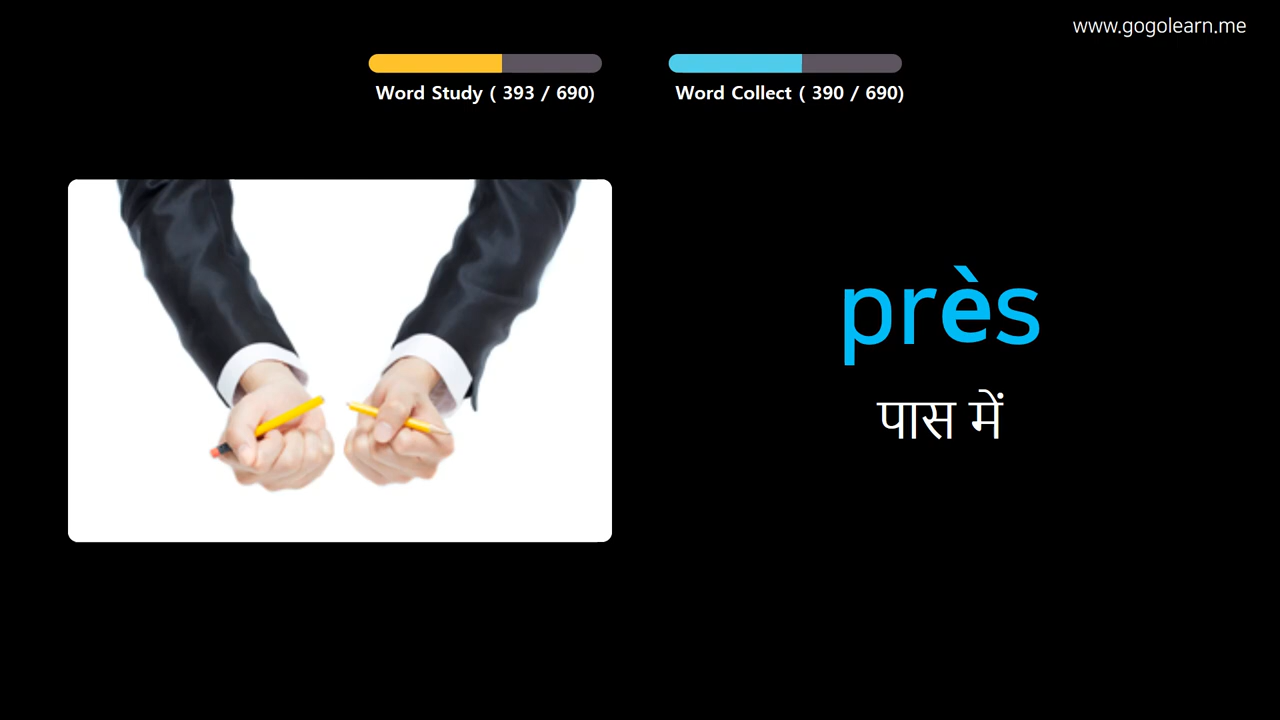 www.gogolearn.me
Word Study ( 393 / 690)
Word Collect ( 390 / 690)
près
पास में